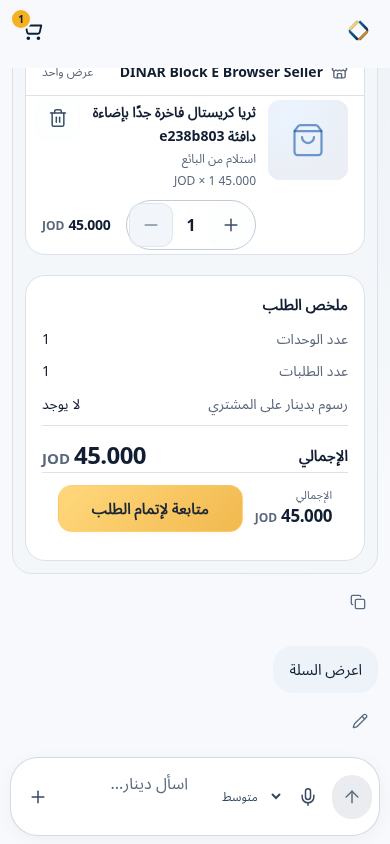 1
DINAR Block E Browser Seller
عرض واحد
ثريا كريستال فاخرة جدًا بإضاءة
دافئة e238b803
استلام من البائع
JOD × 1 45.000
1
JOD 45.000
ملخص الطلب
عدد الوحدات 1
عدد الطلبات 1
رسوم بدينار على المشتري لا يوجد
الإجمالي JOD 45.000
الإجمالي
JOD 45.000
متابعة لإتمام الطلب
اعرض السلة
اسأل دينار...
متوسط